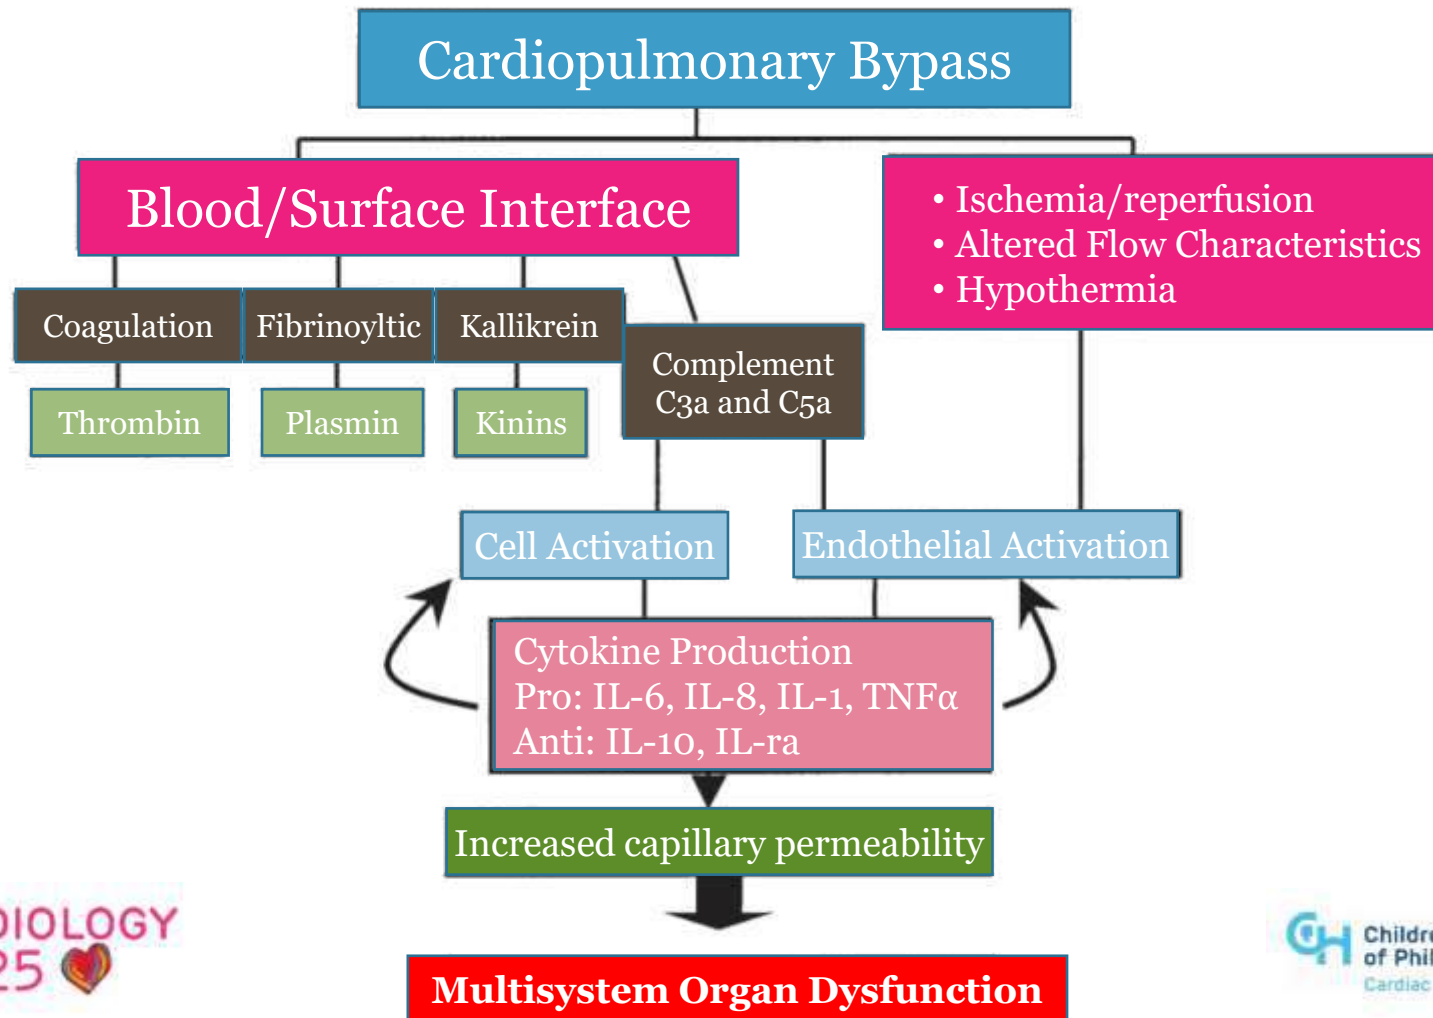 Cardiopulmonary Bypass
Blood/Surface Interface
• Ischemia/reperfusion
• Altered Flow Characteristics
• Hypothermia
Coagulation
Fibrinoyltic
Kallikrein
Complement
C3a and C5a
Thrombin
Plasmin
Kinins
Cell Activation
Endothelial Activation
Cytokine Production
Pro: IL-6, IL-8, IL-1, TNFα
Anti: IL-10, IL-ra
Increased capillary permeability
Multisystem Organ Dysfunction
DIOLOGY
25
CH
Childre
of Phil
Cardiac